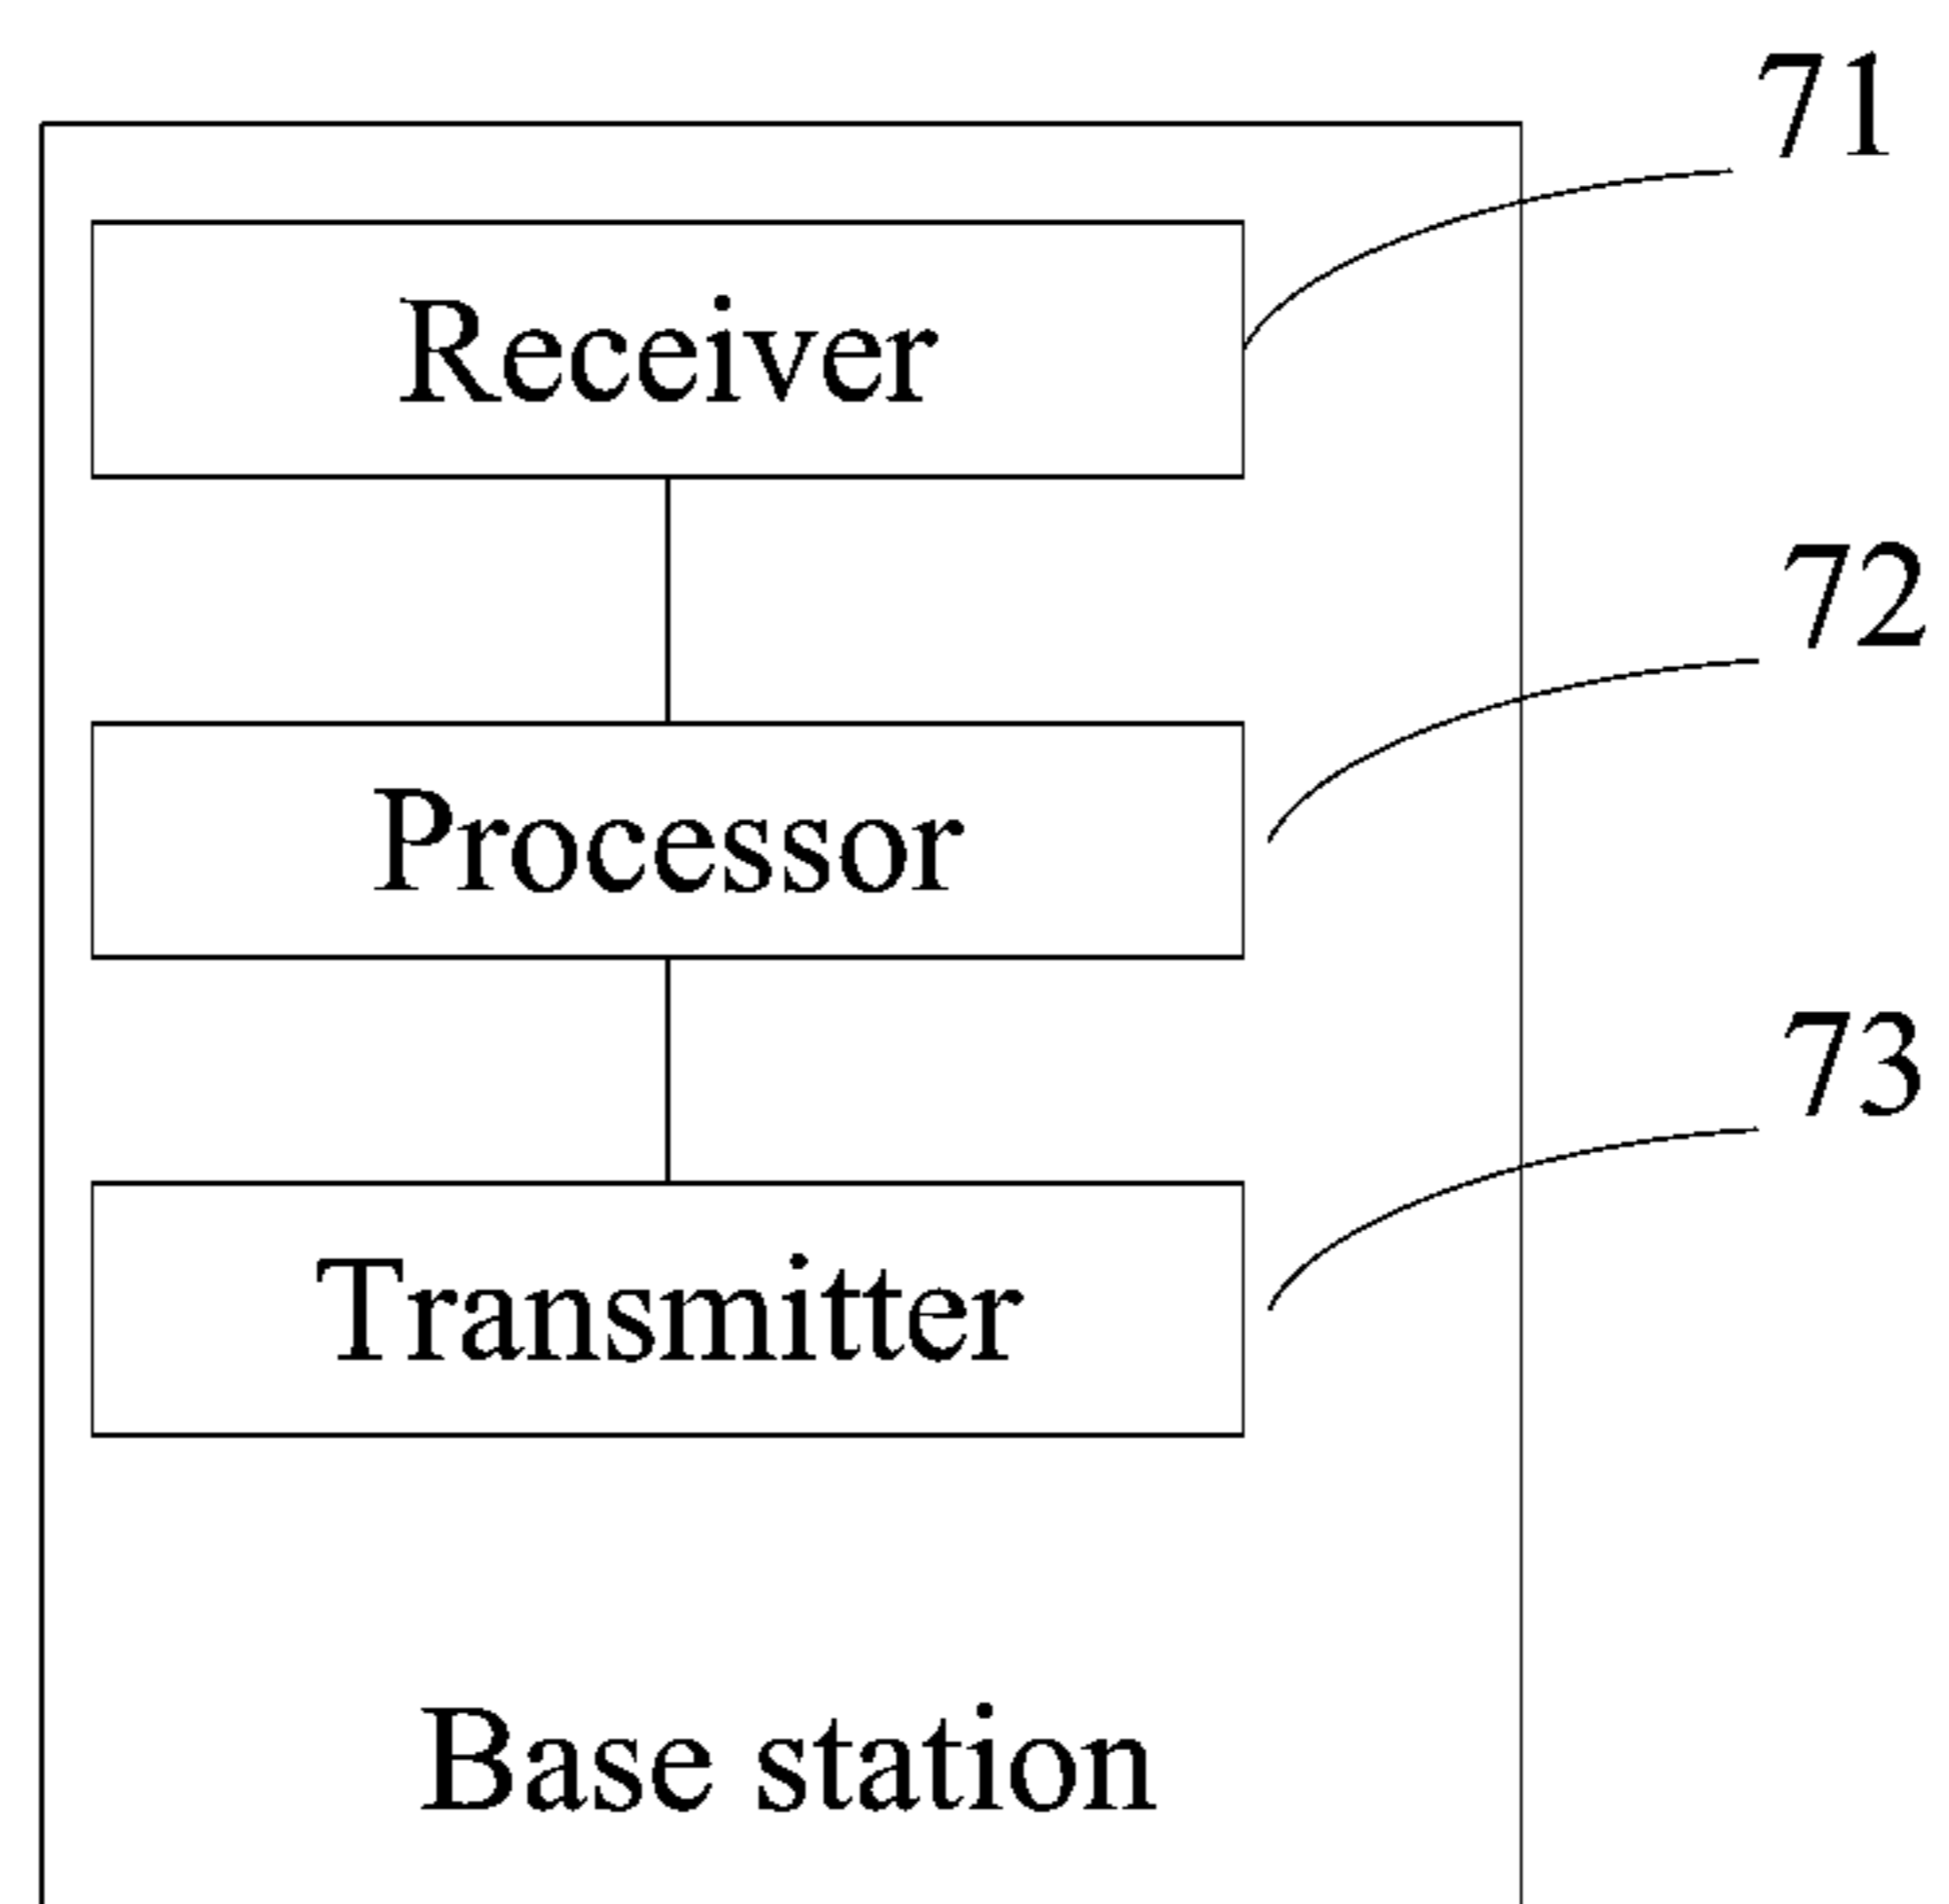 71
Receiver
72
Processor
73
Transmitter
Base station